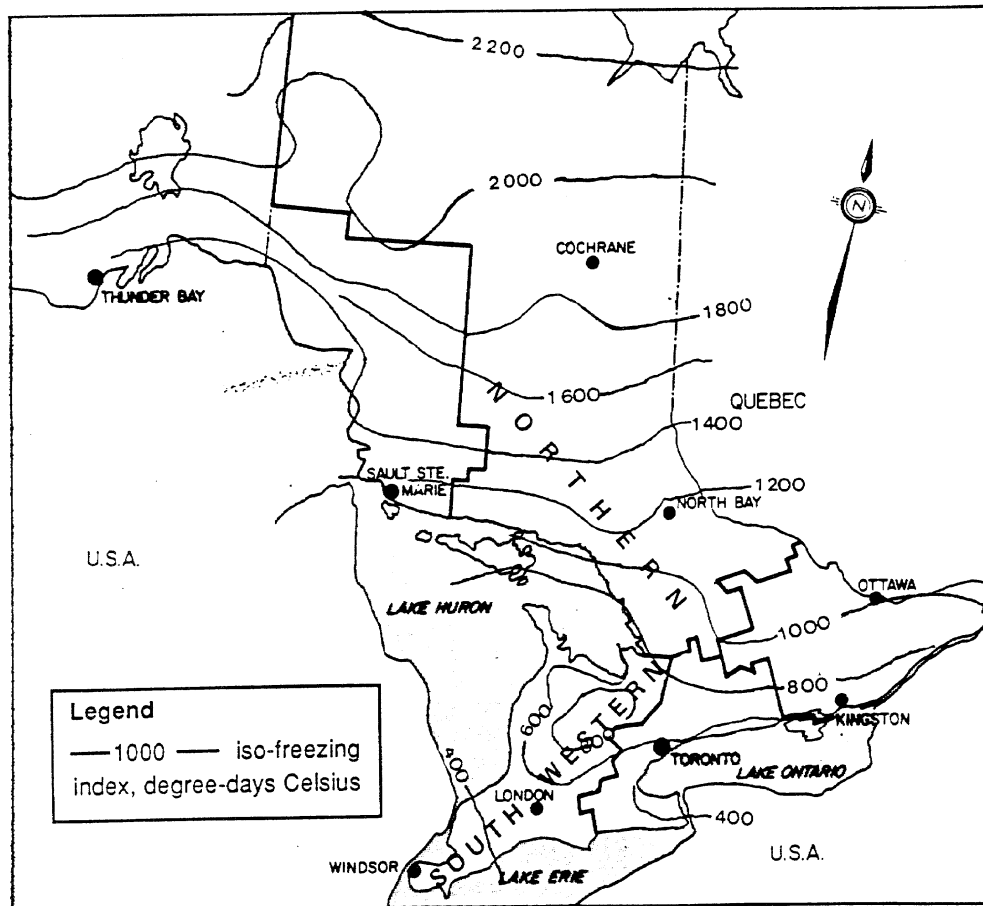 2200
2000
N
COCHRANE
THUNDER BAY
1800
1600
QUEBEC
1400
NORTHERN
SAULT STE.
MARIE
1200
NORTH BAY
U.S.A.
OTTAWA
LAKE HURON
1000
800
KINGSTON
600
SOUTH WESTERN
TORONTO
LAKE ONTARIO
400
LONDON
400
U.S.A.
WINDSOR
LAKE ERIE
Legend
1000 iso-freezing
index, degree-days Celsius